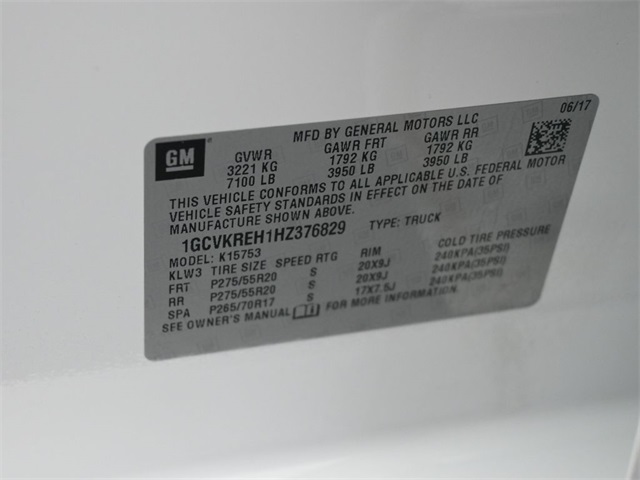 06/17
MFD BY GENERAL MOTORS LLC
GM
GVWR GAWR FRT GAWR RR
3221 KG 1792 KG 1792 KG
7100 LB 3950 LB 3950 LB
THIS VEHICLE CONFORMS TO ALL APPLICABLE U.S. FEDERAL MOTOR
VEHICLE SAFETY STANDARDS IN EFFECT ON THE DATE OF
MANUFACTURE SHOWN ABOVE.
1GCVKREH1HZ376829 TYPE: TRUCK
MODEL: K15753
KLW3 TIRE SIZE SPEED RTG RIM COLD TIRE PRESSURE
FRT P275/55R20 S 20X9J 240KPA(35PSI)
RR P275/55R20 S 20X9J 240KPA(35PSI)
SPA P265/70R17 S 17X7.5J 240KPA(35PSI)
SEE OWNER'S MANUAL FOR MORE INFORMATION.